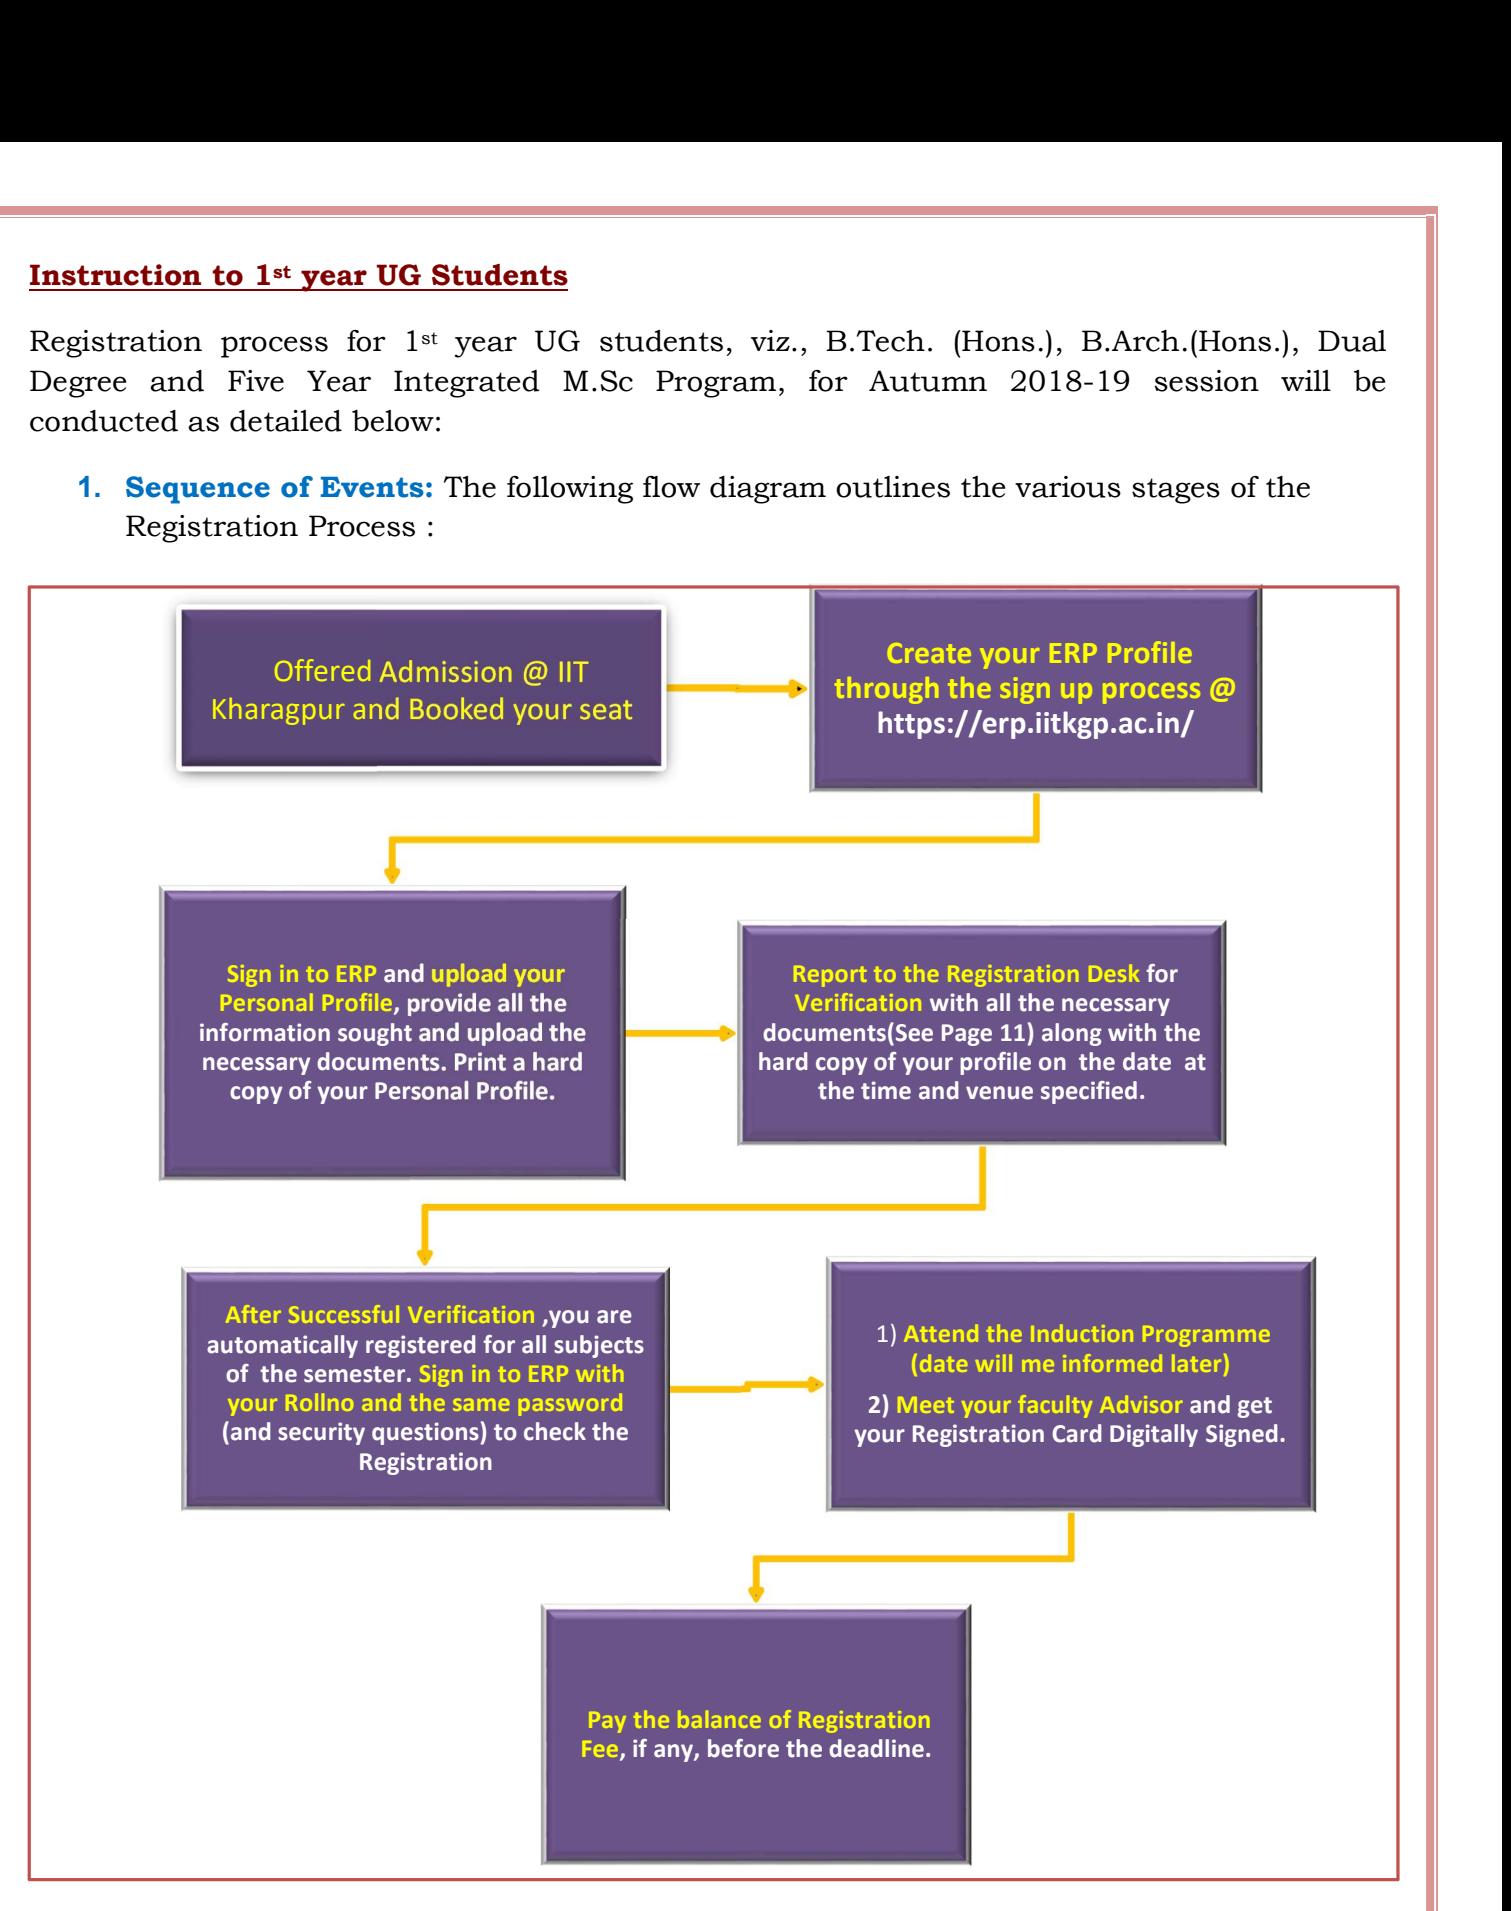 Instruction to 1st year UG Students
Registration process for 1st year UG students, viz., B.Tech. (Hons.), B.Arch.(Hons.), Dual
Degree and Five Year Integrated M.Sc Program, for Autumn 2018-19 session will be
conducted as detailed below:
1. Sequence of Events: The following flow diagram outlines the various stages of the
Registration Process :
Offered Admission @ IIT
Kharagpur and Booked your seat
Create your ERP Profile
through the sign up process @
https://erp.iitkgp.ac.in/
Sign in to ERP and upload your
Personal Profile, provide all the
information sought and upload the
necessary documents. Print a hard
copy of your Personal Profile.
Report to the Registration Desk for
Verification with all the necessary
documents(See Page 11) along with the
hard copy of your profile on the date at
the time and venue specified.
After Successful Verification ,you are
automatically registered for all subjects
of the semester. Sign in to ERP with
your Rollno and the same password
(and security questions) to check the
Registration
1) Attend the Induction Programme
(date will me informed later)
2) Meet your faculty Advisor and get
your Registration Card Digitally Signed.
Pay the balance of Registration
Fee, if any, before the deadline.